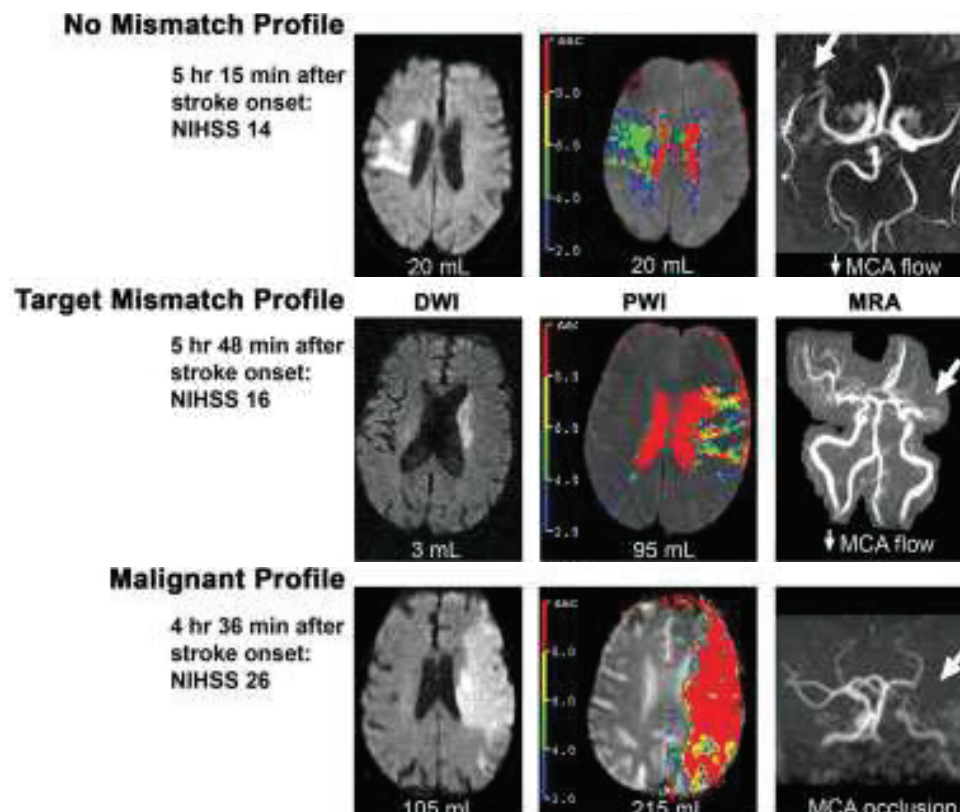 No Mismatch Profile
5 hr 15 min after
stroke onset:
NIHSS 14
20 mL
20 mL
MCA flow
Target Mismatch Profile
DWI
PWI
MRA
5 hr 48 min after
stroke onset:
NIHSS 16
3 mL
95 mL
MCA flow
Malignant Profile
4 hr 36 min after
stroke onset:
NIHSS 26
105 mL
215 mL
MCA occlusion